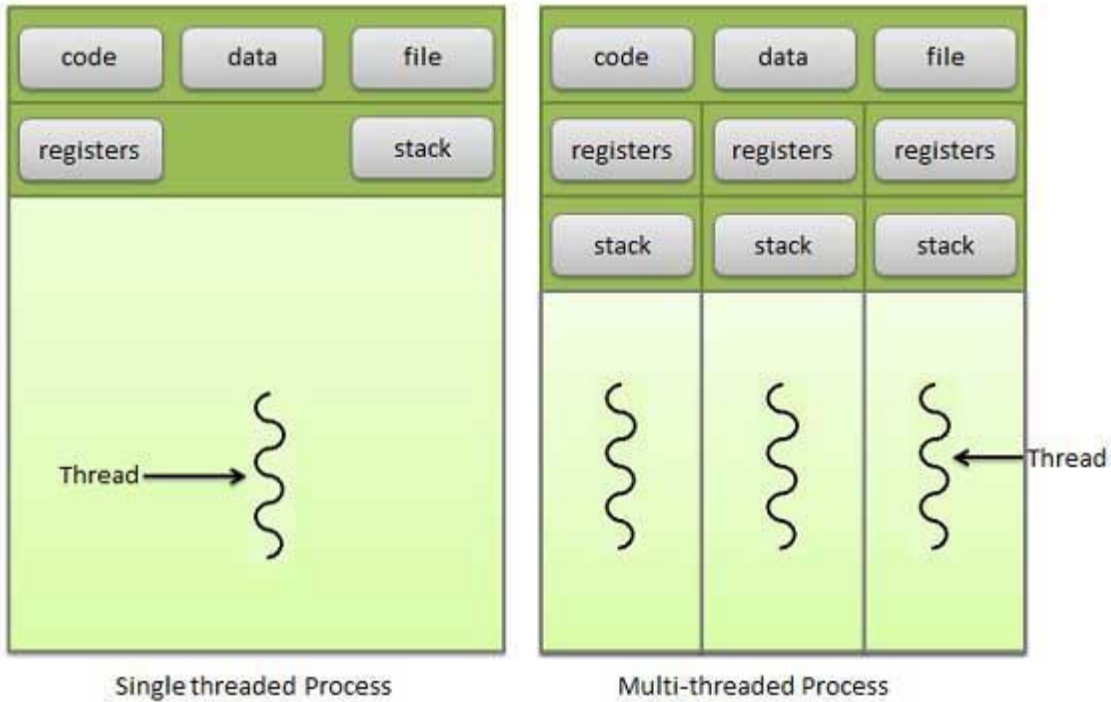 code data file
registers stack
Thread
Single threaded Process
code data file
registers registers registers
stack stack stack
Thread
Multi-threaded Process